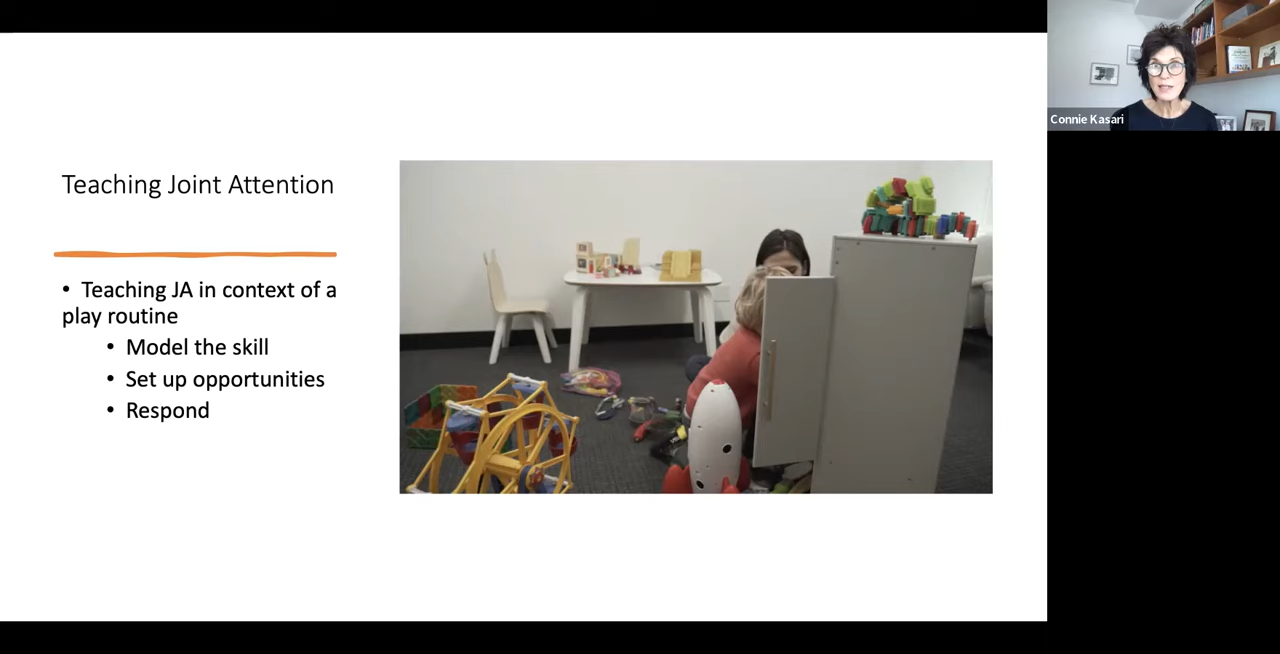 Connie Kasari
Teaching Joint Attention
• Teaching JA in context of a
play routine
• Model the skill
• Set up opportunities
• Respond